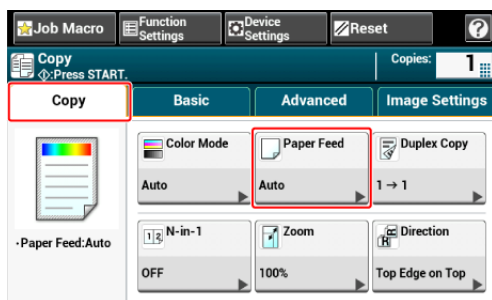 Job Macro
Function
Settings
Device
Settings
Reset
?
Copy
:Press START.
Copies: 1
Copy
Basic
Advanced
Image Settings
Color Mode
Auto
Paper Feed
Auto
Duplex Copy
1 → 1
·Paper Feed:Auto
N-in-1
OFF
Zoom
100%
Direction
Top Edge on Top